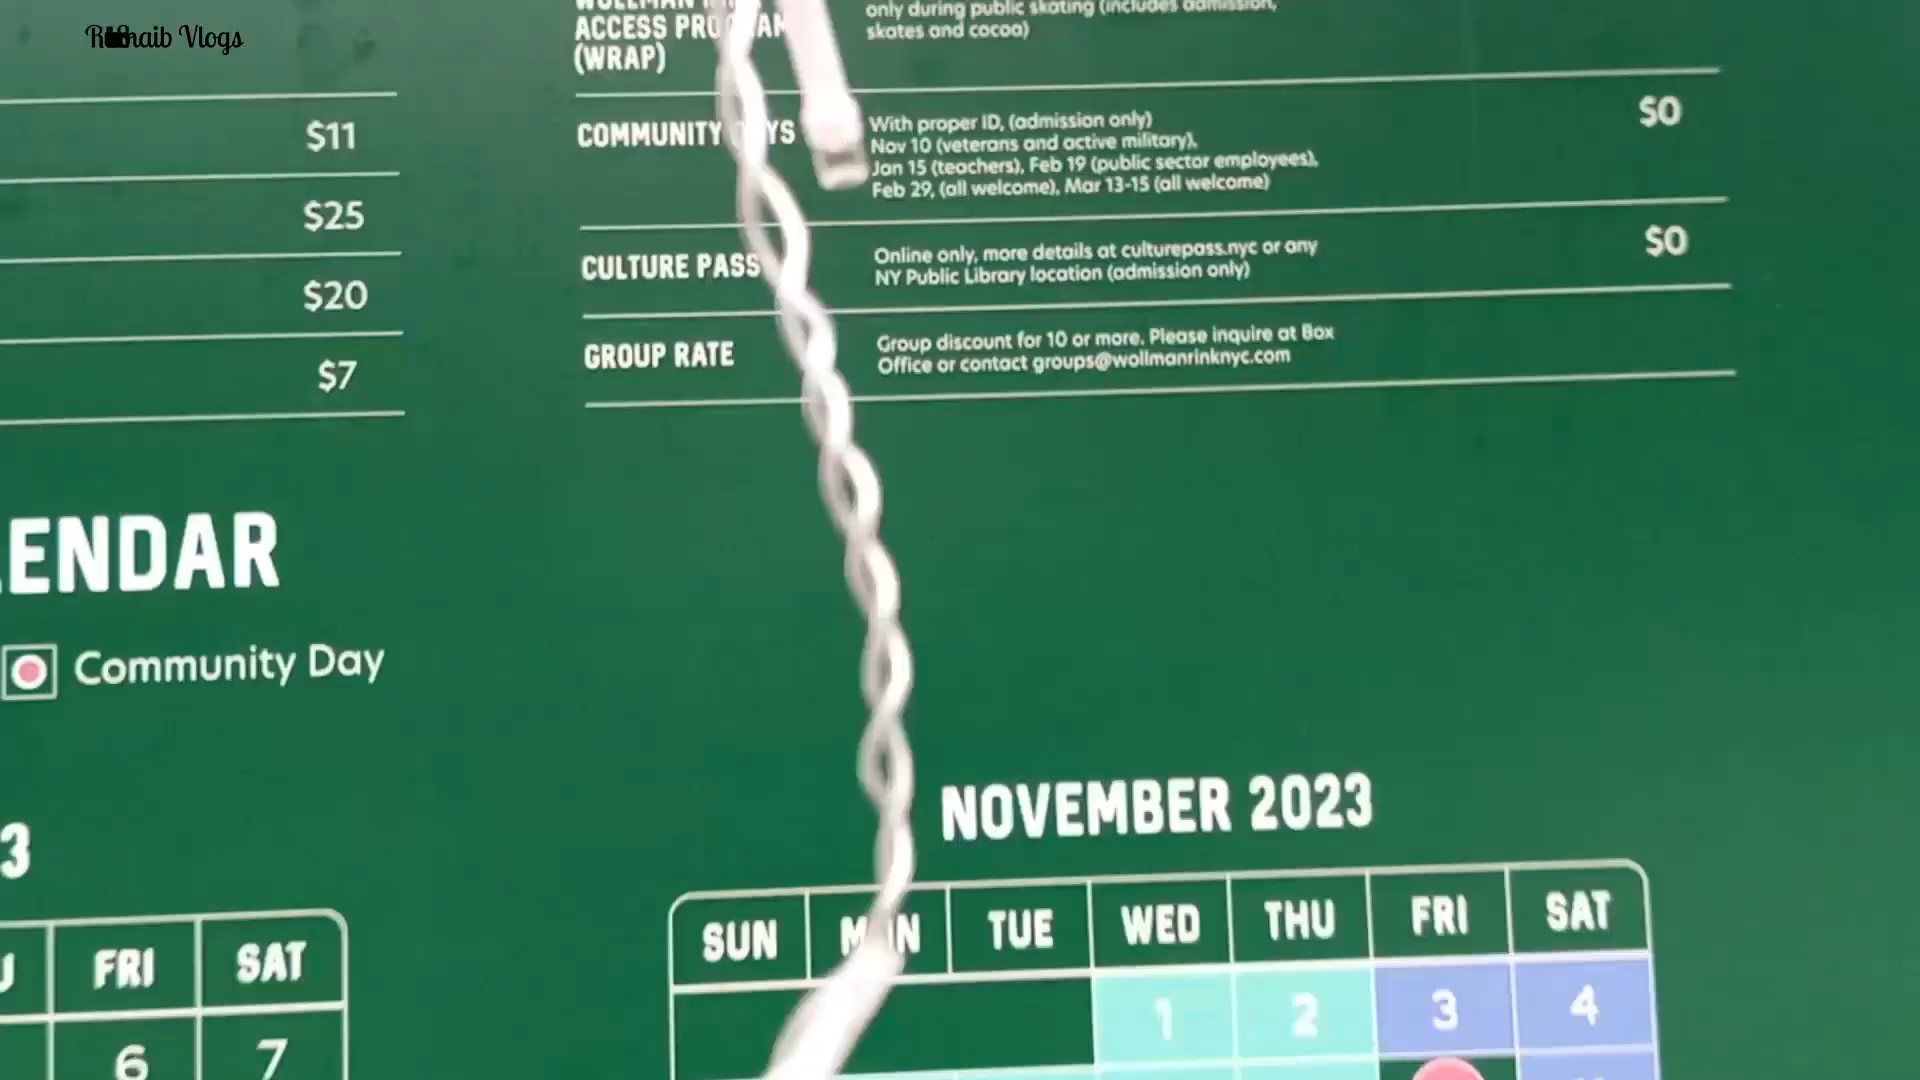 Vlogs
ACCESS
(WRAP)
only during public skating (includes admission,
skates and cocoa)
$11
$25
$20
$7
COMMUNITY
With proper ID, (admission only)
Nov 10 (veterans and active military),
Jan 15 (teachers), Feb 19 (public sector employees),
Feb 29, (all welcome), Mar 13-15 (all welcome)
$0
CULTURE PASS
Online only, more details at culturepass.nyc or any
NY Public Library location (admission only)
$0
GROUP RATE
Group discount for 10 or more. Please inquire at Box
Office or contact groups@wollmanrinknyc.com
Community Day
3
FRI SAT
6 7
NOVEMBER 2023
SUN TUE WED THU FRI SAT
1 2 3 4